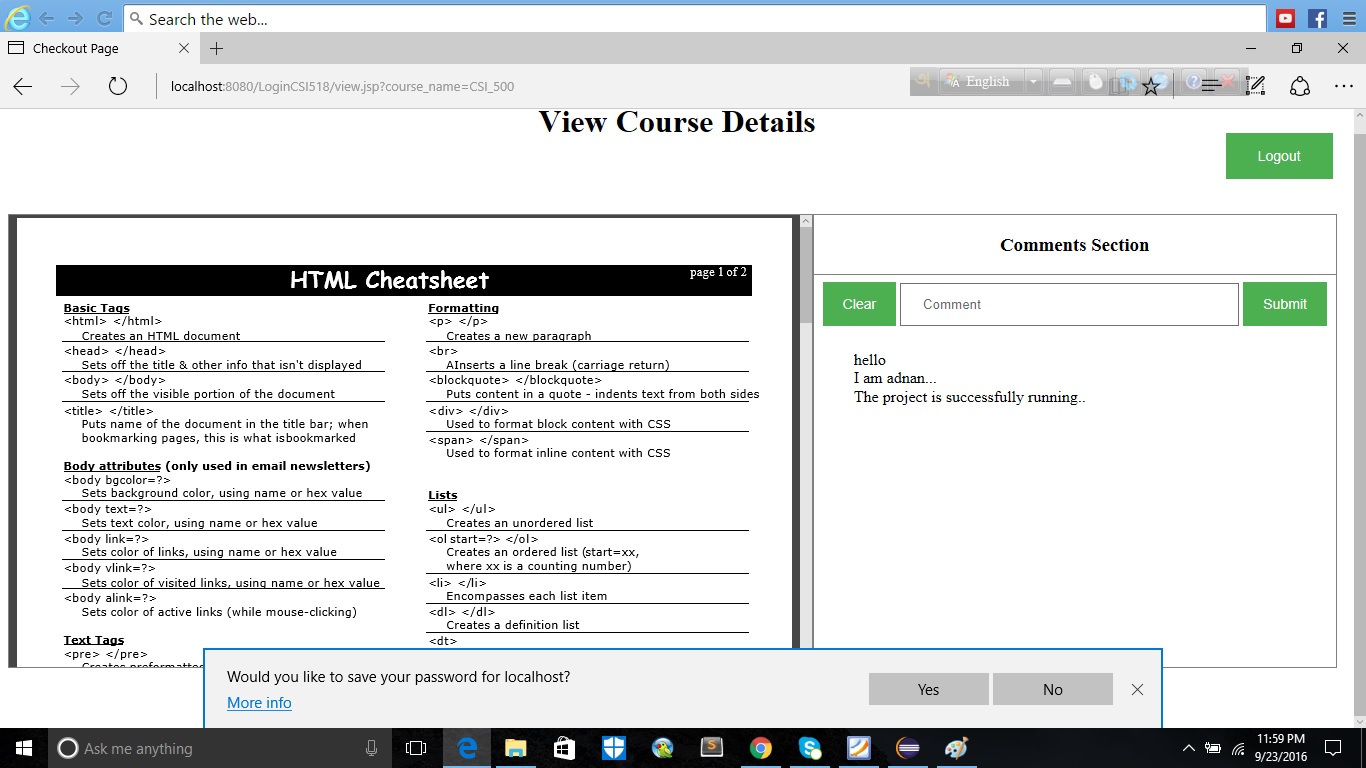 Search the web...
Checkout Page
localhost:8080/LoginCSI518/view.jsp?course_name=CSI_500
English
View Course Details
Logout
HTML Cheatsheet
page 1 of 2
Basic Tags
<html> </html>
Creates an HTML document
<head> </head>
Sets off the title & other info that isn't displayed
<body> </body>
Sets off the visible portion of the document
<title> </title>
Puts name of the document in the title bar; when
bookmarking pages, this is what isbookmarked
Body attributes (only used in email newsletters)
<body bgcolor=?>
Sets background color, using name or hex value
<body text=?>
Sets text color, using name or hex value
<body link=?>
Sets color of links, using name or hex value
<body vlink=?>
Sets color of visited links, using name or hex value
<body alink=?>
Sets color of active links (while mouse-clicking)
Text Tags
<pre> </pre>
Creates preformatted
Formatting
<p> </p>
Creates a new paragraph
<br>
AInserts a line break (carriage return)
<blockquote> </blockquote>
Puts content in a quote - indents text from both sides
<div> </div>
Used to format block content with CSS
<span> </span>
Used to format inline content with CSS
Lists
<ul> </ul>
Creates an unordered list
<ol start=?> </ol>
Creates an ordered list (start=xx,
where xx is a counting number)
<li> </li>
Encompasses each list item
<dl> </dl>
Creates a definition list
<dt>
Comments Section
Clear
Comment
Submit
hello
I am adnan...
The project is successfully running..
Would you like to save your password for localhost?
More info
Yes
No
Ask me anything
11:59 PM
9/23/2016